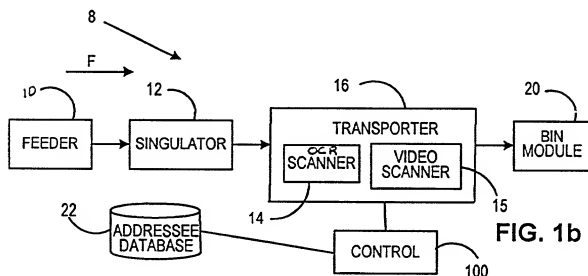 8
F
10
12
16
20
FEEDER
SINGULATOR
TRANSPORTER
OCR
SCANNER
VIDEO
SCANNER
BIN
MODULE
14
15
22
ADDRESSEE
DATABASE
CONTROL
100
FIG. 1b